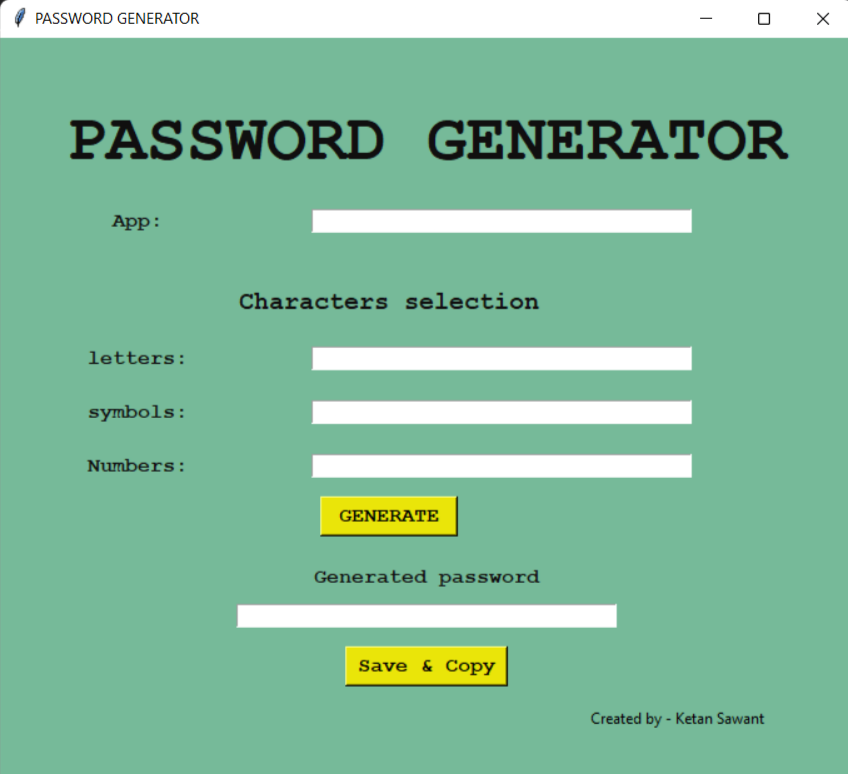 PASSWORD GENERATOR
PASSWORD GENERATOR
App:
Characters selection
letters:
symbols:
Numbers:
GENERATE
Generated password
Save & Copy
Created by - Ketan Sawant